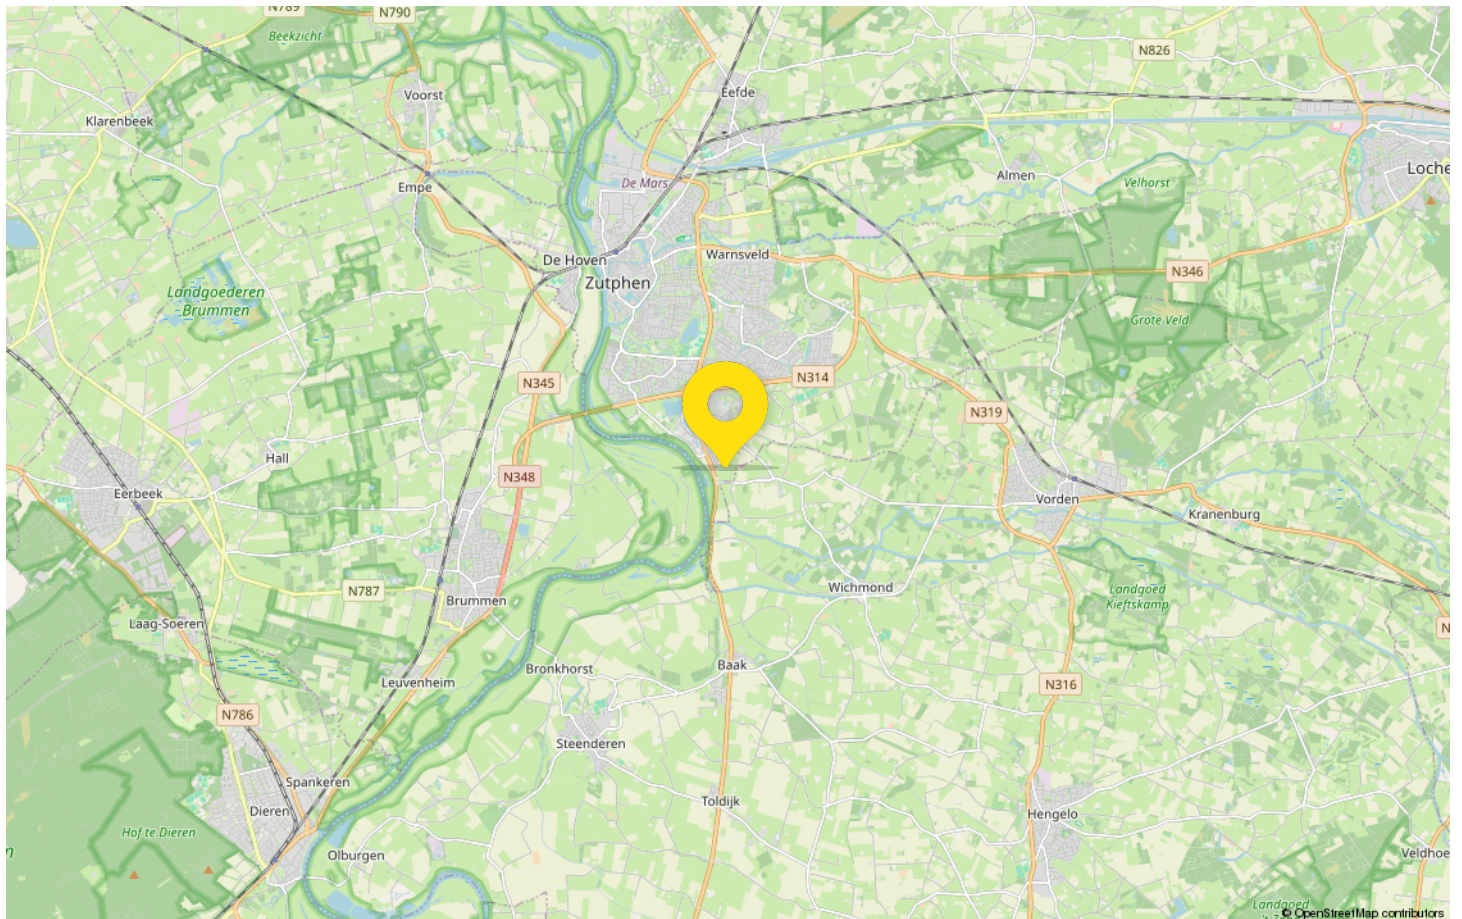 N789
N790
Beekzicht
N826
Voorst
Eefde
Klarenbeek
Loche
Almen
De Mars
Velhorst
Empe
Warnsveld
De Hoven
N346
Zutphen
Landgoederen
Brummen
Grote Veld
N345
N314
N319
Hall
N348
Eerbeek
Vorden
Kranenburg
Wichmond
N787
Landgoed
Kieftskamp
Brummen
Laag-Soeren
N
Baak
Bronkhorst
Leuvenheim
N316
N786
Steenderen
Spankeren
Toldijk
Dieren
Hengelo
Hof te Dieren
Olburgen
Veldhoe
n
Landgoed
© OpenStreetMap contributors